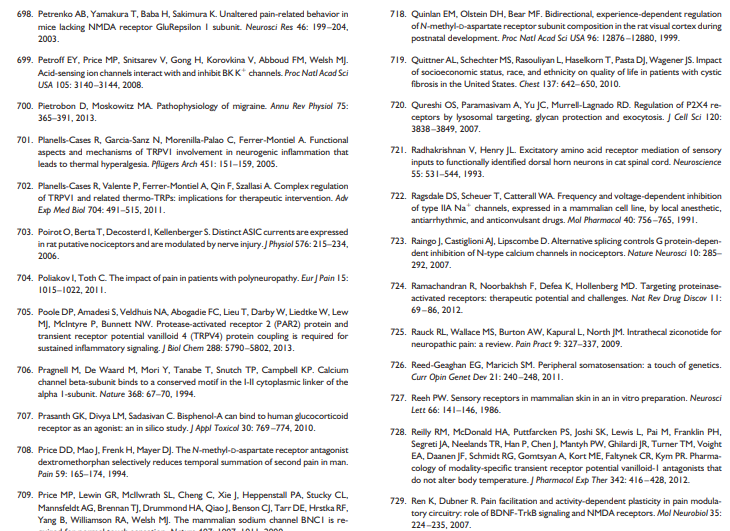 698. Petrenko AB, Yamakura T, Baba H, Sakimura K. Unaltered pain-related behavior in
mice lacking NMDA receptor GluRepsilon 1 subunit. Neurosci Res 46: 199–204,
2003.
699. Petroff EY, Price MP, Snitsarev V, Gong H, Korovkina V, Abboud FM, Welsh MJ.
Acid-sensing ion channels interact with and inhibit BK K+ channels. Proc Natl Acad Sci
USA 105: 3140–3144, 2008.
700. Pietrobon D, Moskowitz MA. Pathophysiology of migraine. Annu Rev Physiol 75:
365–391, 2013.
701. Planells-Cases R, Garcia-Sanz N, Morenilla-Palao C, Ferrer-Montiel A. Functional
aspects and mechanisms of TRPV1 involvement in neurogenic inflammation that
leads to thermal hyperalgesia. Pflügers Arch 451: 151–159, 2005.
702. Planells-Cases R, Valente P, Ferrer-Montiel A, Qin F, Szallasi A. Complex regulation
of TRPV1 and related thermo-TRPs: implications for therapeutic intervention. Adv
Exp Med Biol 704: 491–515, 2011.
703. Poirot O, Berta T, Decosterd I, Kellenberger S. Distinct ASIC currents are expressed
in rat putative nociceptors and are modulated by nerve injury. J Physiol 576: 215–234,
2006.
704. Poliakov I, Toth C. The impact of pain in patients with polyneuropathy. Eur J Pain 15:
1015–1022, 2011.
705. Poole DP, Amadesi S, Veldhuis NA, Abogadie FC, Lieu T, Darby W, Liedtke W, Lew
MJ, McIntyre P, Bunnett NW. Protease-activated receptor 2 (PAR2) protein and
transient receptor potential vanilloid 4 (TRPV4) protein coupling is required for
sustained inflammatory signaling. J Biol Chem 288: 5790–5802, 2013.
706. Pragnell M, De Waard M, Mori Y, Tanabe T, Snutch TP, Campbell KP. Calcium
channel beta-subunit binds to a conserved motif in the I-II cytoplasmic linker of the
alpha 1-subunit. Nature 368: 67–70, 1994.
707. Prasanth GK, Divya LM, Sadasivan C. Bisphenol-A can bind to human glucocorticoid
receptor as an agonist: an in silico study. J Appl Toxicol 30: 769–774, 2010.
708. Price DD, Mao J, Frenk H, Mayer DJ. The N-methyl-D-aspartate receptor antagonist
dextromethorphan selectively reduces temporal summation of second pain in man.
Pain 59: 165–174, 1994.
709. Price MP, Lewin GR, McIlwrath SL, Cheng C, Xie J, Heppenstall PA, Stucky CL,
Mannsfeldt AG, Brennan TJ, Drummond HA, Qiao J, Benson CJ, Tarr DE, Hrstka RF,
Yang B, Williamson RA, Welsh MJ. The mammalian sodium channel BNC1 is re-
718. Quinlan EM, Olstein DH, Bear MF. Bidirectional, experience-dependent regulation
of N-methyl-D-aspartate receptor subunit composition in the rat visual cortex during
postnatal development. Proc Natl Acad Sci USA 96: 12876–12880, 1999.
719. Quittner AL, Schechter MS, Rasouliyan L, Haselkorn T, Pasta DJ, Wagener JS. Impact
of socioeconomic status, race, and ethnicity on quality of life in patients with cystic
fibrosis in the United States. Chest 137: 642–650, 2010.
720. Qureshi OS, Paramasivam A, Yu JC, Murrell-Lagnado RD. Regulation of P2X4 re-
ceptors by lysosomal targeting, glycan protection and exocytosis. J Cell Sci 120:
3838–3849, 2007.
721. Radhakrishnan V, Henry JL. Excitatory amino acid receptor mediation of sensory
inputs to functionally identified dorsal horn neurons in cat spinal cord. Neuroscience
55: 531–544, 1993.
722. Ragsdale DS, Scheuer T, Catterall WA. Frequency and voltage-dependent inhibition
of type IIA Na+ channels, expressed in a mammalian cell line, by local anesthetic,
antiarrhythmic, and anticonvulsant drugs. Mol Pharmacol 40: 756–765, 1991.
723. Raingo J, Castiglioni AJ, Lipscombe D. Alternative splicing controls G protein-depen-
dent inhibition of N-type calcium channels in nociceptors. Nature Neurosci 10: 285–
292, 2007.
724. Ramachandran R, Noorbakhsh F, Defea K, Hollenberg MD. Targeting proteinase-
activated receptors: therapeutic potential and challenges. Nat Rev Drug Discov 11:
69–86, 2012.
725. Rauck RL, Wallace MS, Burton AW, Kapural L, North JM. Intrathecal ziconotide for
neuropathic pain: a review. Pain Pract 9: 327–337, 2009.
726. Reed-Geaghan EG, Maricich SM. Peripheral somatosensation: a touch of genetics.
Curr Opin Genet Dev 21: 240–248, 2011.
727. Reeh PW. Sensory receptors in mammalian skin in an in vitro preparation. Neurosci
Lett 66: 141–146, 1986.
728. Reilly RM, McDonald HA, Puttfarcken PS, Joshi SK, Lewis L, Pai M, Franklin PH,
Segreti JA, Neelands TR, Han P, Chen J, Mantyh PW, Ghilardi JR, Turner TM, Voight
EA, Daanen JF, Schmidt RG, Gomtsyan A, Kort ME, Faltynek CR, Kym PR. Pharma-
cology of modality-specific transient receptor potential vanilloid-1 antagonists that
do not alter body temperature. J Pharmacol Exp Ther 342: 416–428, 2012.
729. Ren K, Dubner R. Pain facilitation and activity-dependent plasticity in pain modula-
tory circuitry: role of BDNF-TrkB signaling and NMDA receptors. Mol Neurobiol 35:
224–235, 2007.